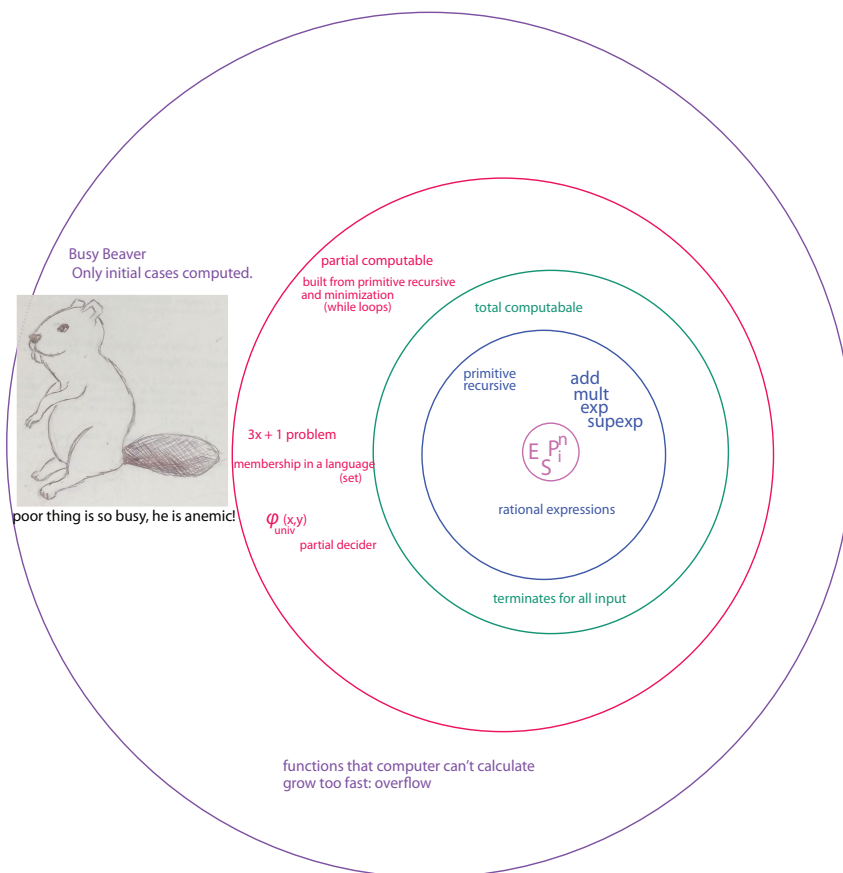 Busy Beaver
Only initial cases computed.
poor thing is so busy, he is anemic!
partial computable
built from primitive recursive
and minimization
(while loops)
3x + 1 problem
membership in a language
(set)
φ univ (x,y)
partial decider
total computabale
primitive
recursive
add
mult
exp
supexp
E S P i n
rational expressions
terminates for all input
functions that computer can't calculate
grow too fast: overflow